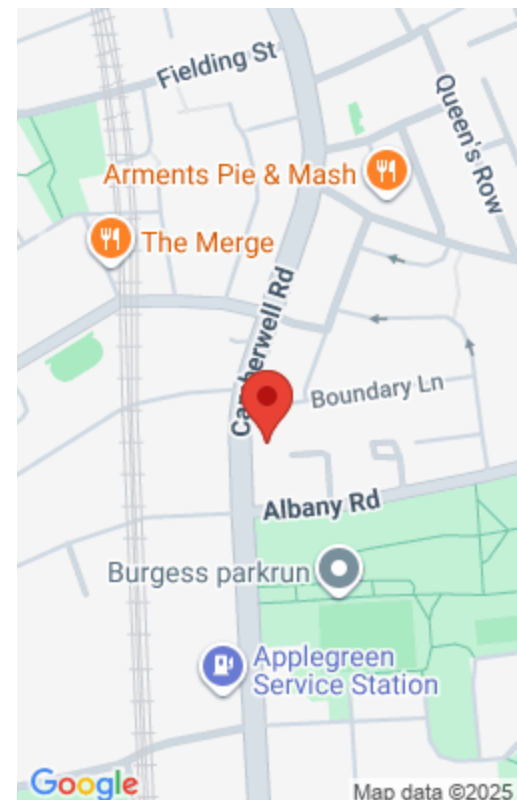 Fielding St
Queen's Row
Arments Pie & Mash
The Merge
Camberwell Rd
Boundary Ln
Albany Rd
Burgess parkrun
Applegreen
Service Station
Google
Map data ©2025